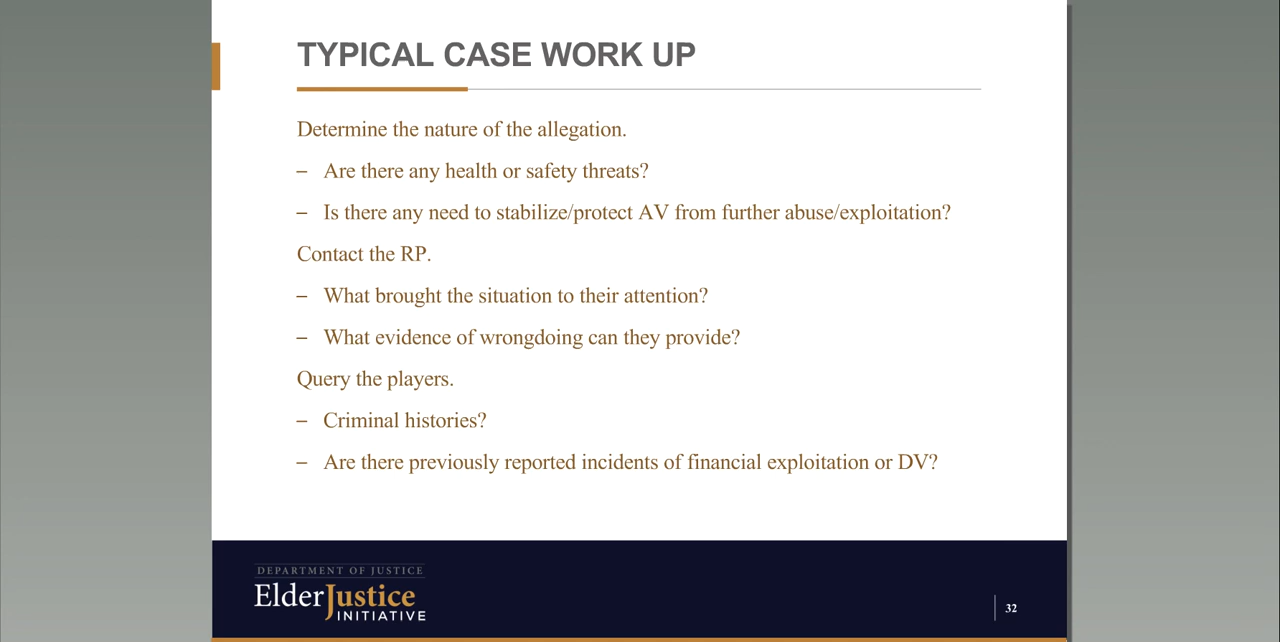 TYPICAL CASE WORK UP
Determine the nature of the allegation.
– Are there any health or safety threats?
– Is there any need to stabilize/protect AV from further abuse/exploitation?
Contact the RP.
– What brought the situation to their attention?
– What evidence of wrongdoing can they provide?
Query the players.
– Criminal histories?
– Are there previously reported incidents of financial exploitation or DV?
DEPARTMENT OF JUSTICE
ElderJustice
INITIATIVE
32